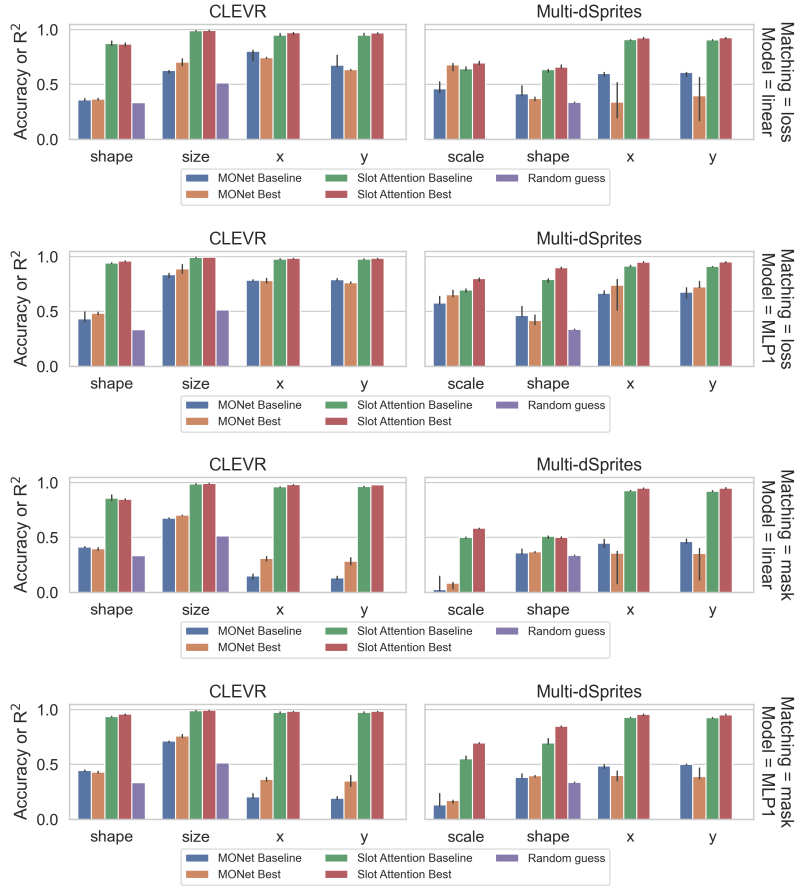 CLEVR Multi-dSprites
Accuracy or R²
1.0
0.5
0.0
shape size x y scale shape x y
Matching = loss
Model = linear
MONet Baseline Slot Attention Baseline Random guess
MONet Best Slot Attention Best
CLEVR Multi-dSprites
Accuracy or R²
1.0
0.5
0.0
shape size x y scale shape x y
Matching = loss
Model = MLP1
MONet Baseline Slot Attention Baseline Random guess
MONet Best Slot Attention Best
CLEVR Multi-dSprites
Accuracy or R²
1.0
0.5
0.0
shape size x y scale shape x y
Matching = mask
Model = linear
MONet Baseline Slot Attention Baseline Random guess
MONet Best Slot Attention Best
CLEVR Multi-dSprites
Accuracy or R²
1.0
0.5
0.0
shape size x y scale shape x y
Matching = mask
Model = MLP1
MONet Baseline Slot Attention Baseline Random guess
MONet Best Slot Attention Best